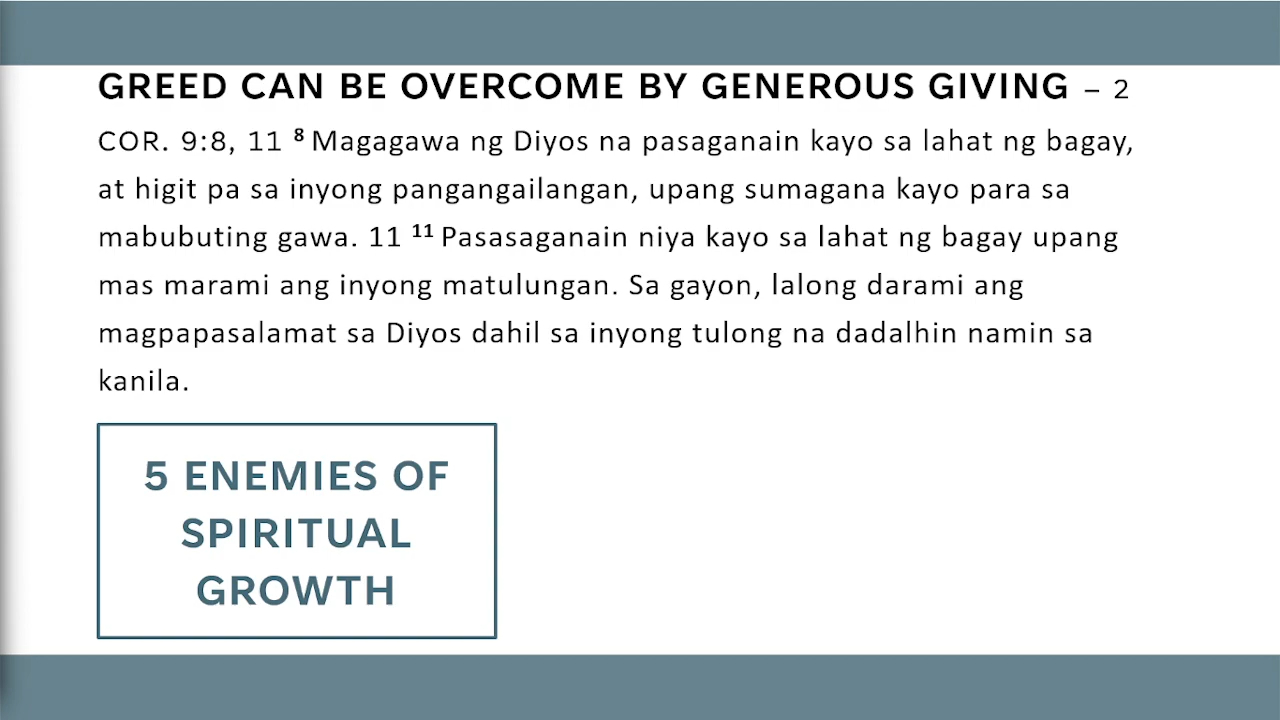 GREED CAN BE OVERCOME BY GENEROUS GIVING – 2
COR. 9:8, 11 ⁸ Magagawa ng Diyos na pasaganain kayo sa lahat ng bagay,
at higit pa sa inyong pangangailangan, upang sumagana kayo para sa
mabubuting gawa. 11 ¹¹ Pasasaganain niya kayo sa lahat ng bagay upang
mas marami ang inyong matulungan. Sa gayon, lalong darami ang
magpapasalamat sa Diyos dahil sa inyong tulong na dadalhin namin sa
kanila.
5 ENEMIES OF
SPIRITUAL
GROWTH